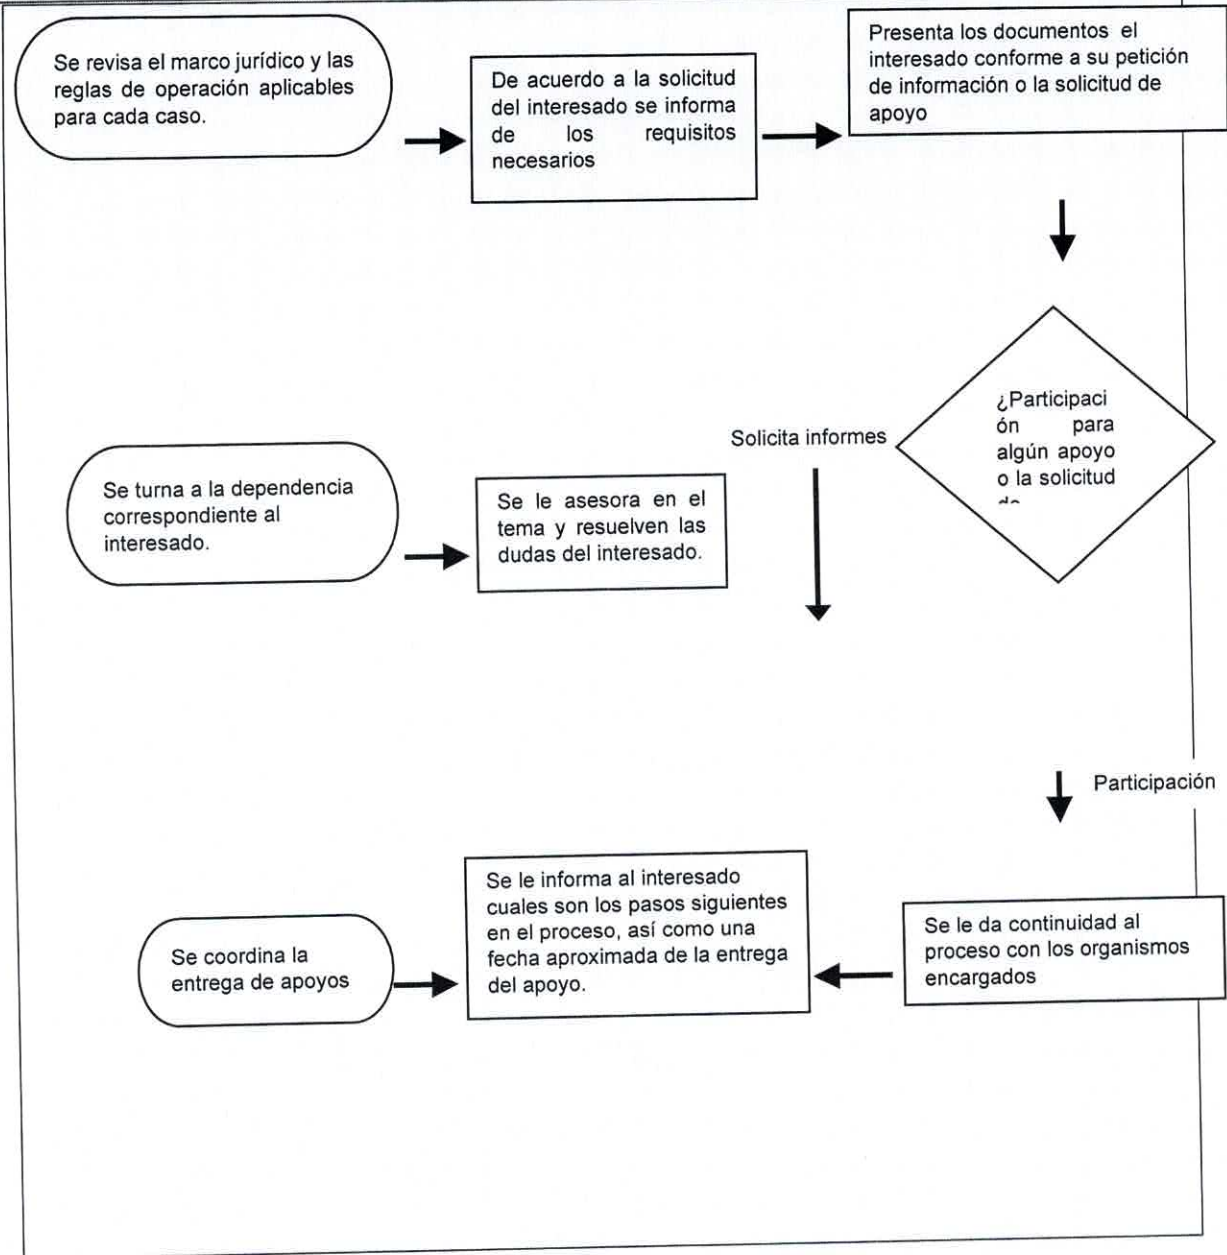 Se revisa el marco jurídico y las
reglas de operación aplicables
para cada caso.
De acuerdo a la solicitud
del interesado se informa
de los requisitos
necesarios
Presenta los documentos el
interesado conforme a su petición
de información o la solicitud de
apoyo
¿Participaci
ón para
algún apoyo
o la solicitud
Solicita informes
Se le asesora en el
tema y resuelven las
dudas del interesado.
Se turna a la dependencia
correspondiente al
interesado.
Participación
Se le da continuidad al
proceso con los organismos
encargados
Se le informa al interesado
cuales son los pasos siguientes
en el proceso, así como una
fecha aproximada de la entrega
del apoyo.
Se coordina la
entrega de apoyos